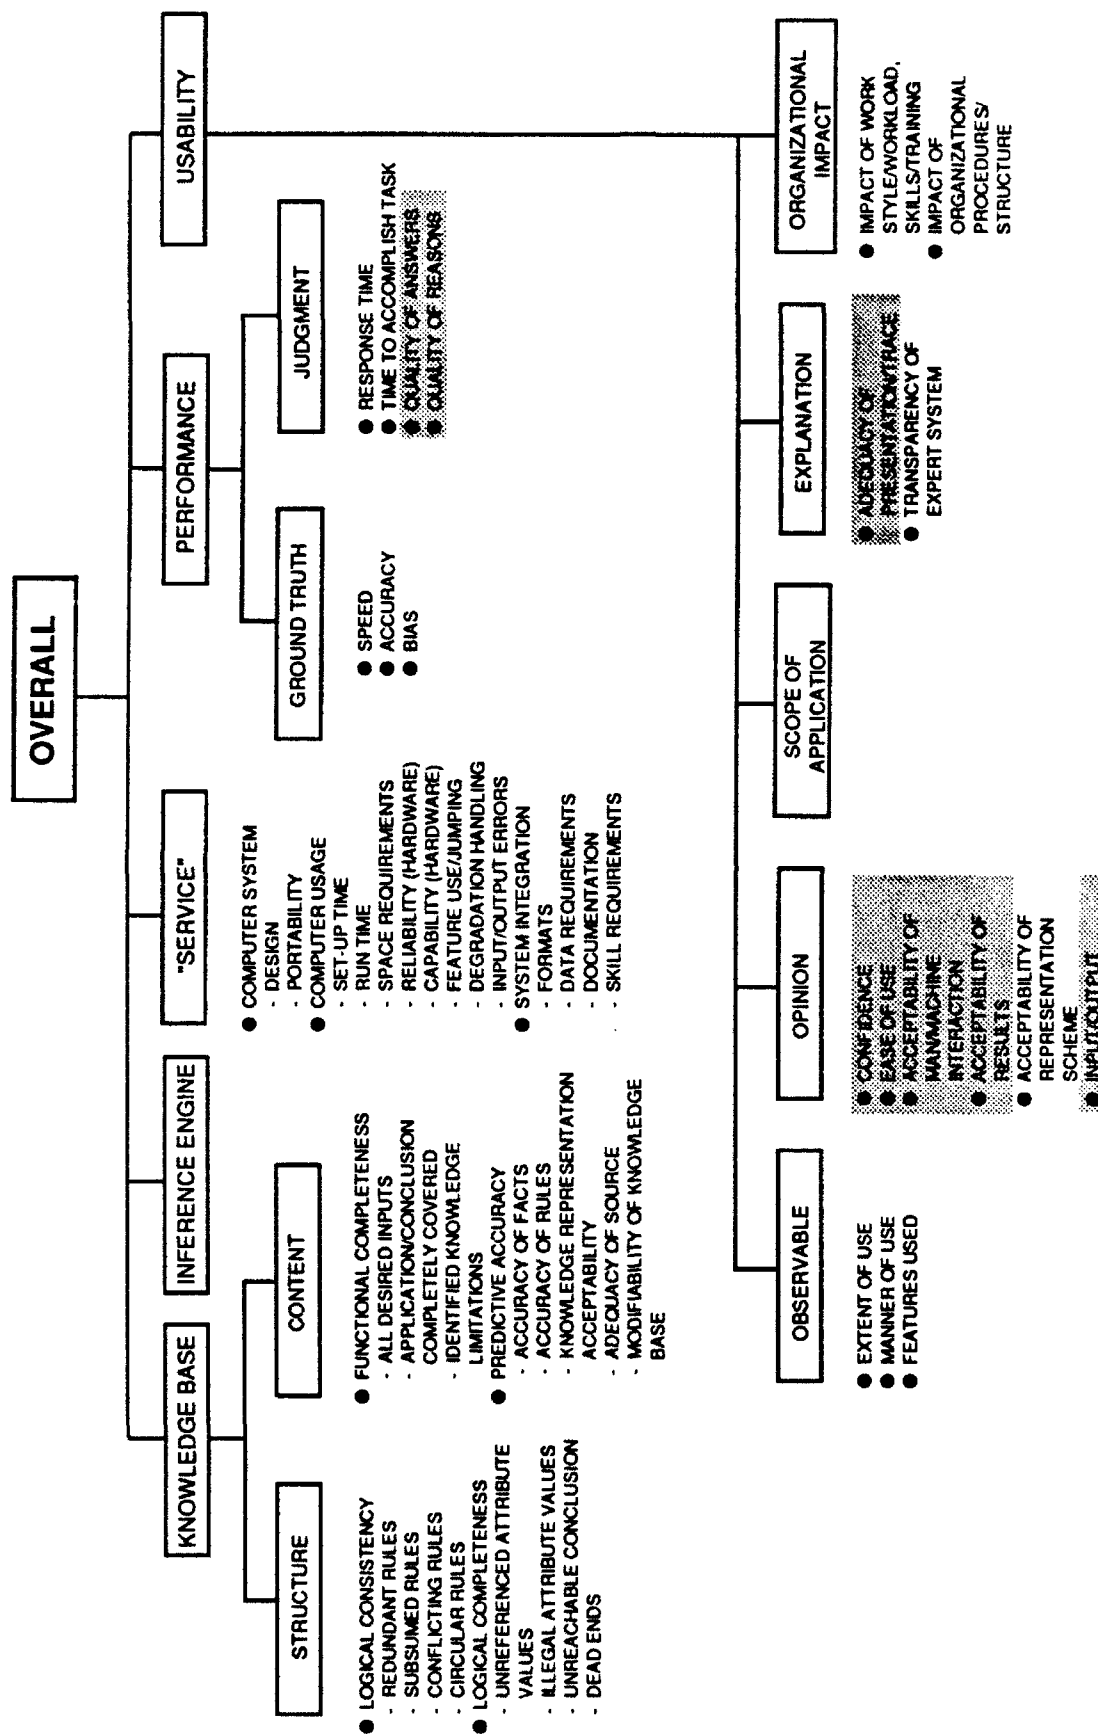 OVERALL
KNOWLEDGE BASE
INFERENCE ENGINE
"SERVICE"
PERFORMANCE
USABILITY
STRUCTURE
● LOGICAL CONSISTENCY
- REDUNDANT RULES
- SUBSUMED RULES
- CONFLICTING RULES
- CIRCULAR RULES
● LOGICAL COMPLETENESS
- UNREFERENCED ATTRIBUTE
VALUES
- ILLEGAL ATTRIBUTE VALUES
- UNREACHABLE CONCLUSION
- DEAD ENDS
CONTENT
● FUNCTIONAL COMPLETENESS
- ALL DESIRED INPUTS
- APPLICATION/CONCLUSION
COMPLETELY COVERED
- IDENTIFIED KNOWLEDGE
LIMITATIONS
● PREDICTIVE ACCURACY
- ACCURACY OF FACTS
- ACCURACY OF RULES
- KNOWLEDGE REPRESENTATION
ACCEPTABILITY
- ADEQUACY OF SOURCE
- MODIFIABILITY OF KNOWLEDGE
BASE
● COMPUTER SYSTEM
- DESIGN
- PORTABILITY
● COMPUTER USAGE
- SET-UP TIME
- RUN TIME
- SPACE REQUIREMENTS
- RELIABILITY (HARDWARE)
- CAPABILITY (HARDWARE)
- FEATURE USE/JUMPING
- DEGRADATION HANDLING
- INPUT/OUTPUT ERRORS
● SYSTEM INTEGRATION
- FORMATS
- DATA REQUIREMENTS
- DOCUMENTATION
- SKILL REQUIREMENTS
GROUND TRUTH
● SPEED
● ACCURACY
● BIAS
JUDGMENT
● RESPONSE TIME
● TIME TO ACCOMPLISH TASK
● QUALITY OF ANSWERS
● QUALITY OF REASONS
OBSERVABLE
● EXTENT OF USE
● MANNER OF USE
● FEATURES USED
OPINION
● CONFIDENCE
● EASE OF USE
● ACCEPTABILITY OF
MAN/MACHINE
INTERACTION
● ACCEPTABILITY OF
RESULTS
● ACCEPTABILITY OF
REPRESENTATION
SCHEME
● INPUT/OUTPUT
SCOPE OF
APPLICATION
EXPLANATION
● ADEQUACY OF
PRESENTATION/TRACE
● TRANSPARENCY OF
EXPERT SYSTEM
ORGANIZATIONAL
IMPACT
● IMPACT OF WORK
STYLE/WORKLOAD,
SKILLS/TRAINING
● IMPACT OF
ORGANIZATIONAL
PROCEDURES/
STRUCTURE